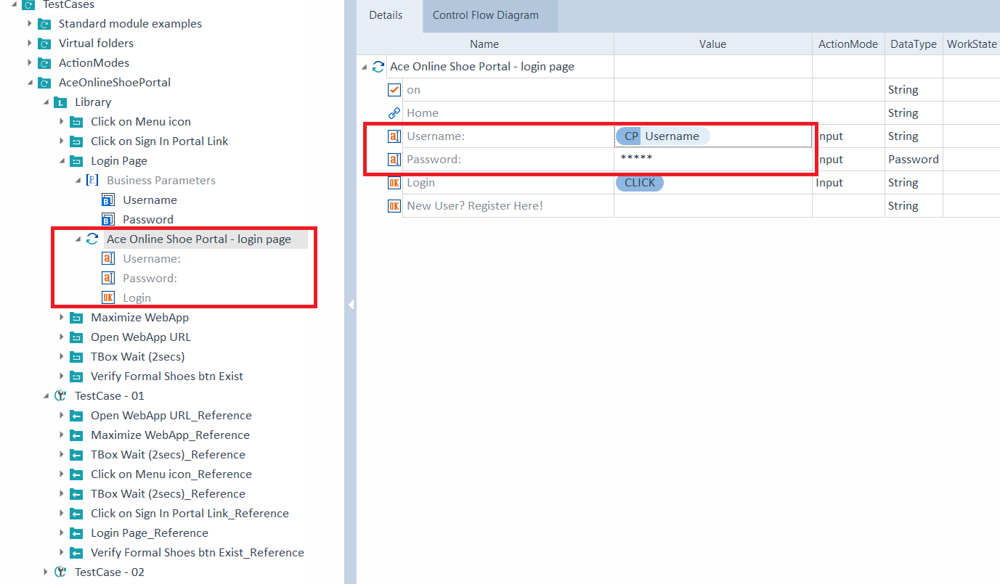 TestCases
Standard module examples
Virtual folders
ActionModes
AceOnlineShoePortal
L Library
Click on Menu icon
Click on Sign In Portal Link
Login Page
[P] Business Parameters
B Username
B Password
Ace Online Shoe Portal - login page
a Username:
a Password:
OK Login
Maximize WebApp
Open WebApp URL
TBox Wait (2secs)
Verify Formal Shoes btn Exist
TestCase - 01
Open WebApp URL_Reference
Maximize WebApp_Reference
TBox Wait (2secs)_Reference
Click on Menu icon_Reference
TBox Wait (2secs)_Reference
Click on Sign In Portal Link_Reference
Login Page_Reference
Verify Formal Shoes btn Exist_Reference
TestCase - 02
Details Control Flow Diagram
Name Value ActionMode DataType WorkState
Ace Online Shoe Portal - login page
on String
Home String
a Username: CP Username Input String
a Password: ***** Input Password
OK Login CLICK Input String
OK New User? Register Here! String